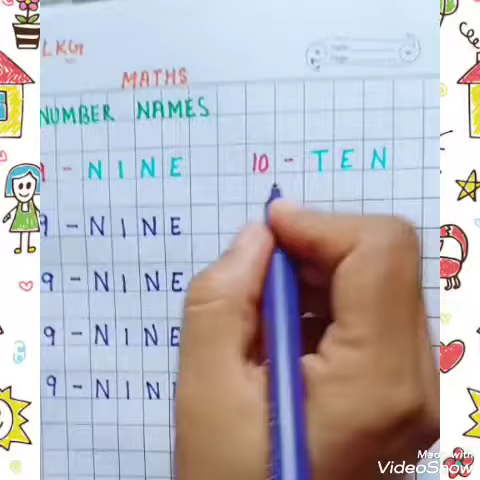 LKG
MATHS
NUMBER NAMES
9 - NINE 10 - TEN
9 - NINE
9 - NINE
9 - NINE
9 - NIN
Made with
VideoShow